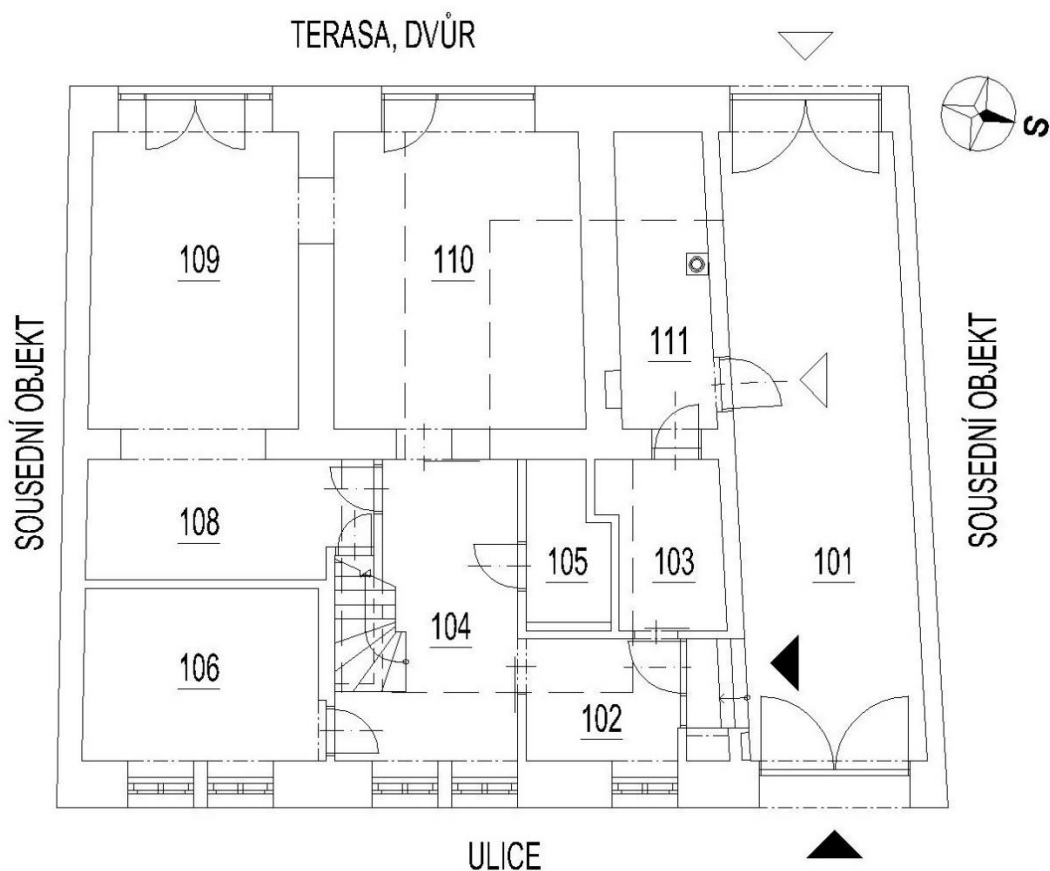 TERASA, DVŮR
S
109
110
111
SOUSEDNÍ OBJEKT
SOUSEDNÍ OBJEKT
108
105
103
101
104
106
102
ULICE